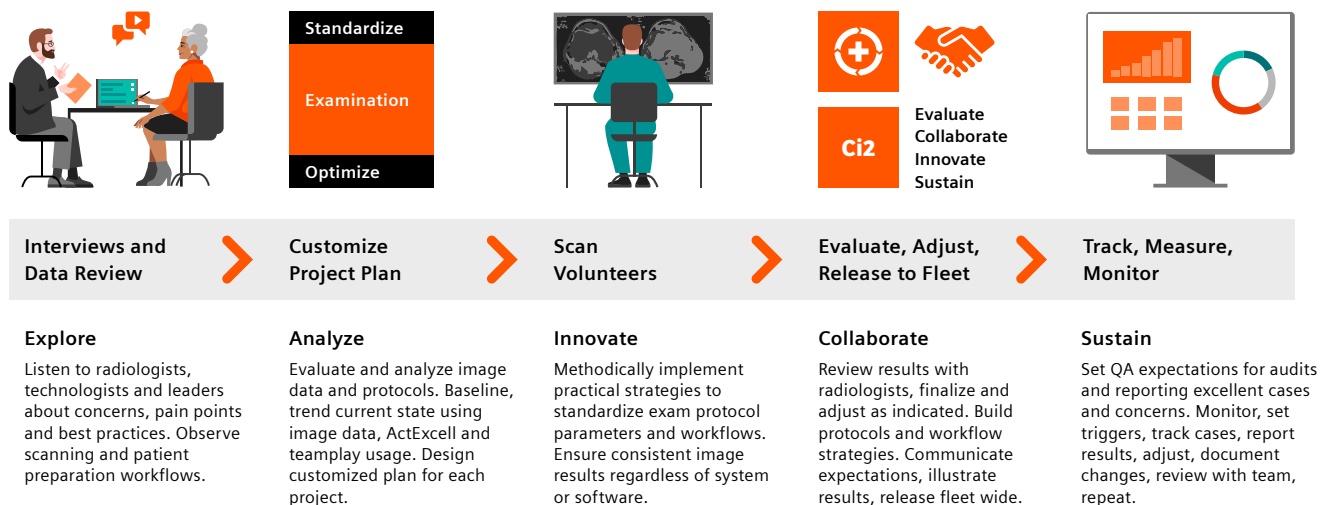 Standardize
Examination
Optimize
Ci2
Evaluate
Collaborate
Innovate
Sustain
Interviews and
Data Review
Customize
Project Plan
Scan
Volunteers
Evaluate, Adjust,
Release to Fleet
Track, Measure,
Monitor
Explore
Listen to radiologists,
technologists and leaders
about concerns, pain points
and best practices. Observe
scanning and patient
preparation workflows.
Analyze
Evaluate and analyze image
data and protocols. Baseline,
trend current state using
image data, ActExcell and
teamplay usage. Design
customized plan for each
project.
Innovate
Methodically implement
practical strategies to
standardize exam protocol
parameters and workflows.
Ensure consistent image
results regardless of system
or software.
Collaborate
Review results with
radiologists, finalize and
adjust as indicated. Build
protocols and workflow
strategies. Communicate
expectations, illustrate
results, release fleet wide.
Sustain
Set QA expectations for audits
and reporting excellent cases
and concerns. Monitor, set
triggers, track cases, report
results, adjust, document
changes, review with team,
repeat.